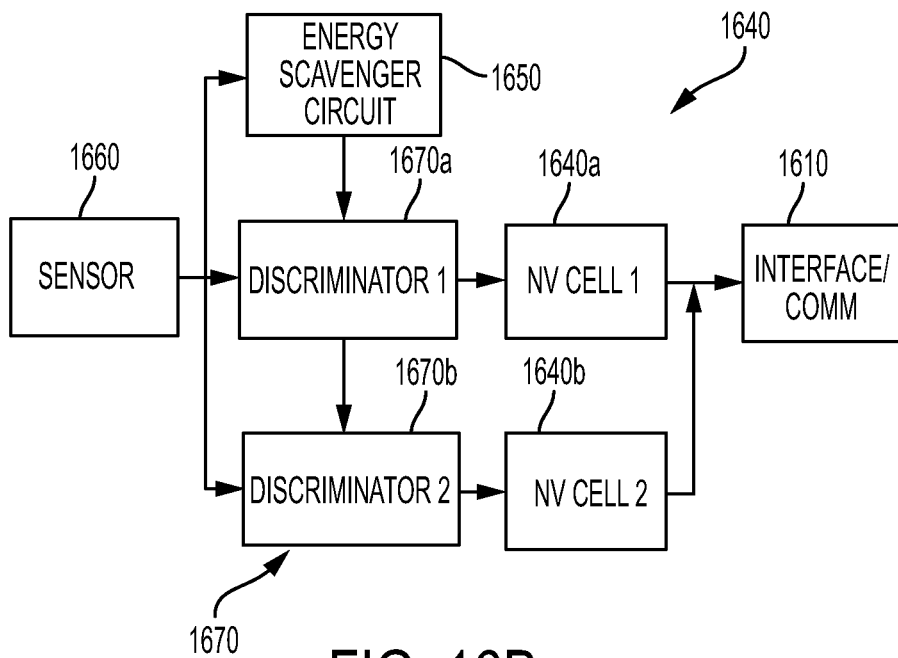 ENERGY
SCAVENGER
CIRCUIT
1650
1640
1660
1670a
1640a
1610
SENSOR
DISCRIMINATOR 1
NV CELL 1
INTERFACE/
COMM
1670b
1640b
DISCRIMINATOR 2
NV CELL 2
1670
FIG.